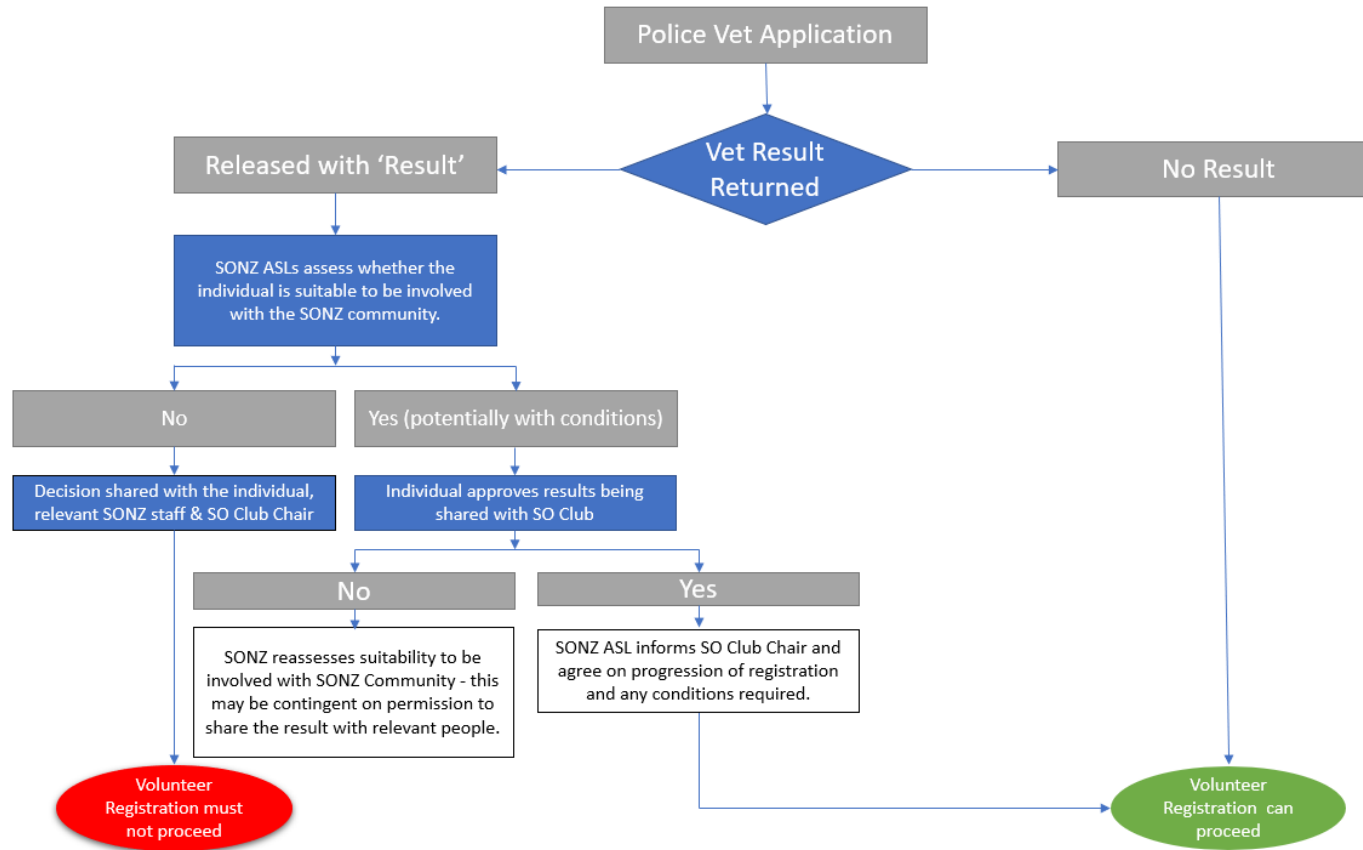 Police Vet Application
Vet Result
Returned
Released with ‘Result’
No Result
SONZ ASLs assess whether the
individual is suitable to be involved
with the SONZ community.
No
Yes (potentially with conditions)
Decision shared with the individual,
relevant SONZ staff & SO Club Chair
Individual approves results being
shared with SO Club
No
Yes
SONZ reassesses suitability to be
involved with SONZ Community - this
may be contingent on permission to
share the result with relevant people.
SONZ ASL informs SO Club Chair and
agree on progression of registration
and any conditions required.
Volunteer
Registration must
not proceed
Volunteer
Registration can
proceed